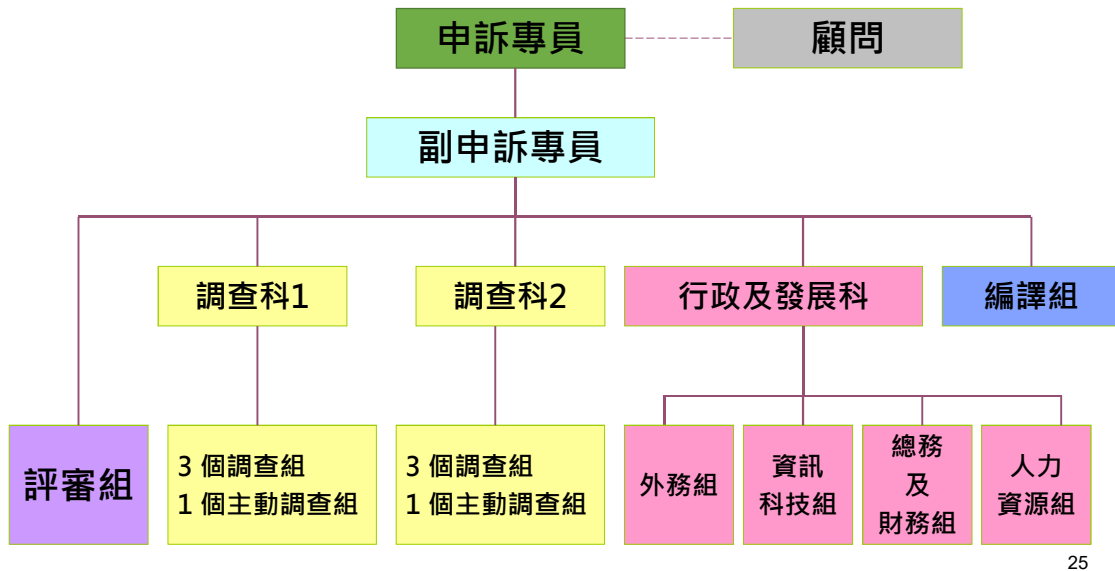 申訴專員
顧問
副申訴專員
調查科1
調查科2
行政及發展科
編譯組
評審組
3 個調查組
1 個主動調查組
3 個調查組
1 個主動調查組
外務組
資訊
科技組
總務
及
財務組
人力
資源組
25